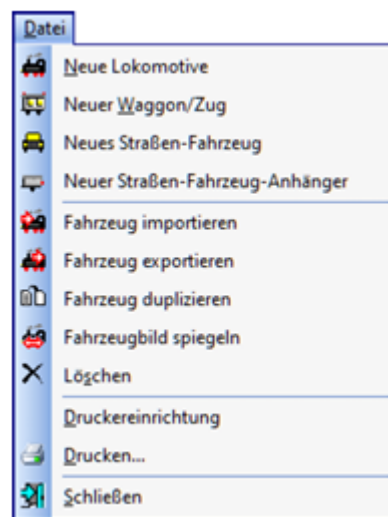 Datei
Neue Lokomotive
Neuer Waggon/Zug
Neues Straßen-Fahrzeug
Neuer Straßen-Fahrzeug-Anhänger
Fahrzeug importieren
Fahrzeug exportieren
Fahrzeug duplizieren
Fahrzeugbild spiegeln
Löschen
Druckereinrichtung
Drucken...
Schließen